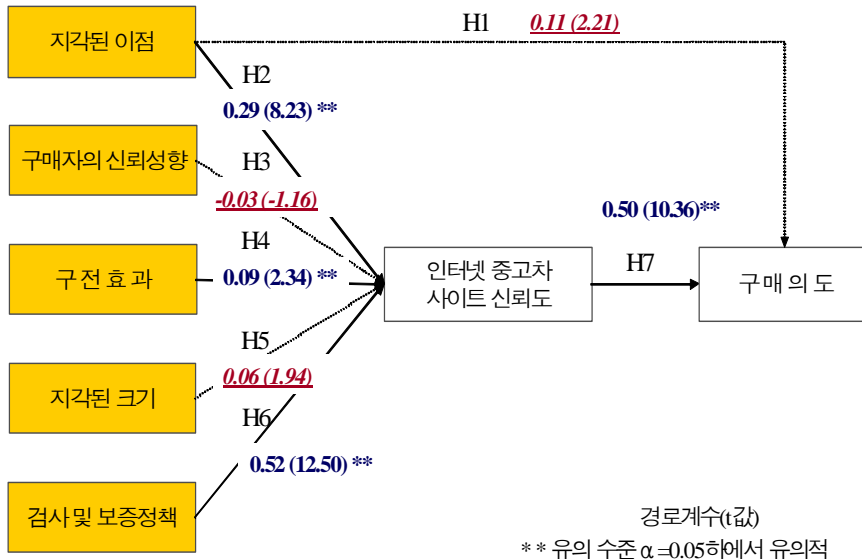 H1 0.11 (2.21)
지각된 이점
H2
0.29 (8.23) **
구매자의 신뢰성향
H3
-0.03 (-1.16)
0.50 (10.36)**
H4
구 전 효 과
0.09 (2.34) **
인터넷 중고차
사이트 신뢰도
H7
구 매 의 도
H5
0.06 (1.94)
지각된 크기
H6
0.52 (12.50) **
검사 및 보증정책
경로계수(t값)
* * 유의 수준 α =0.05하에서 유의적